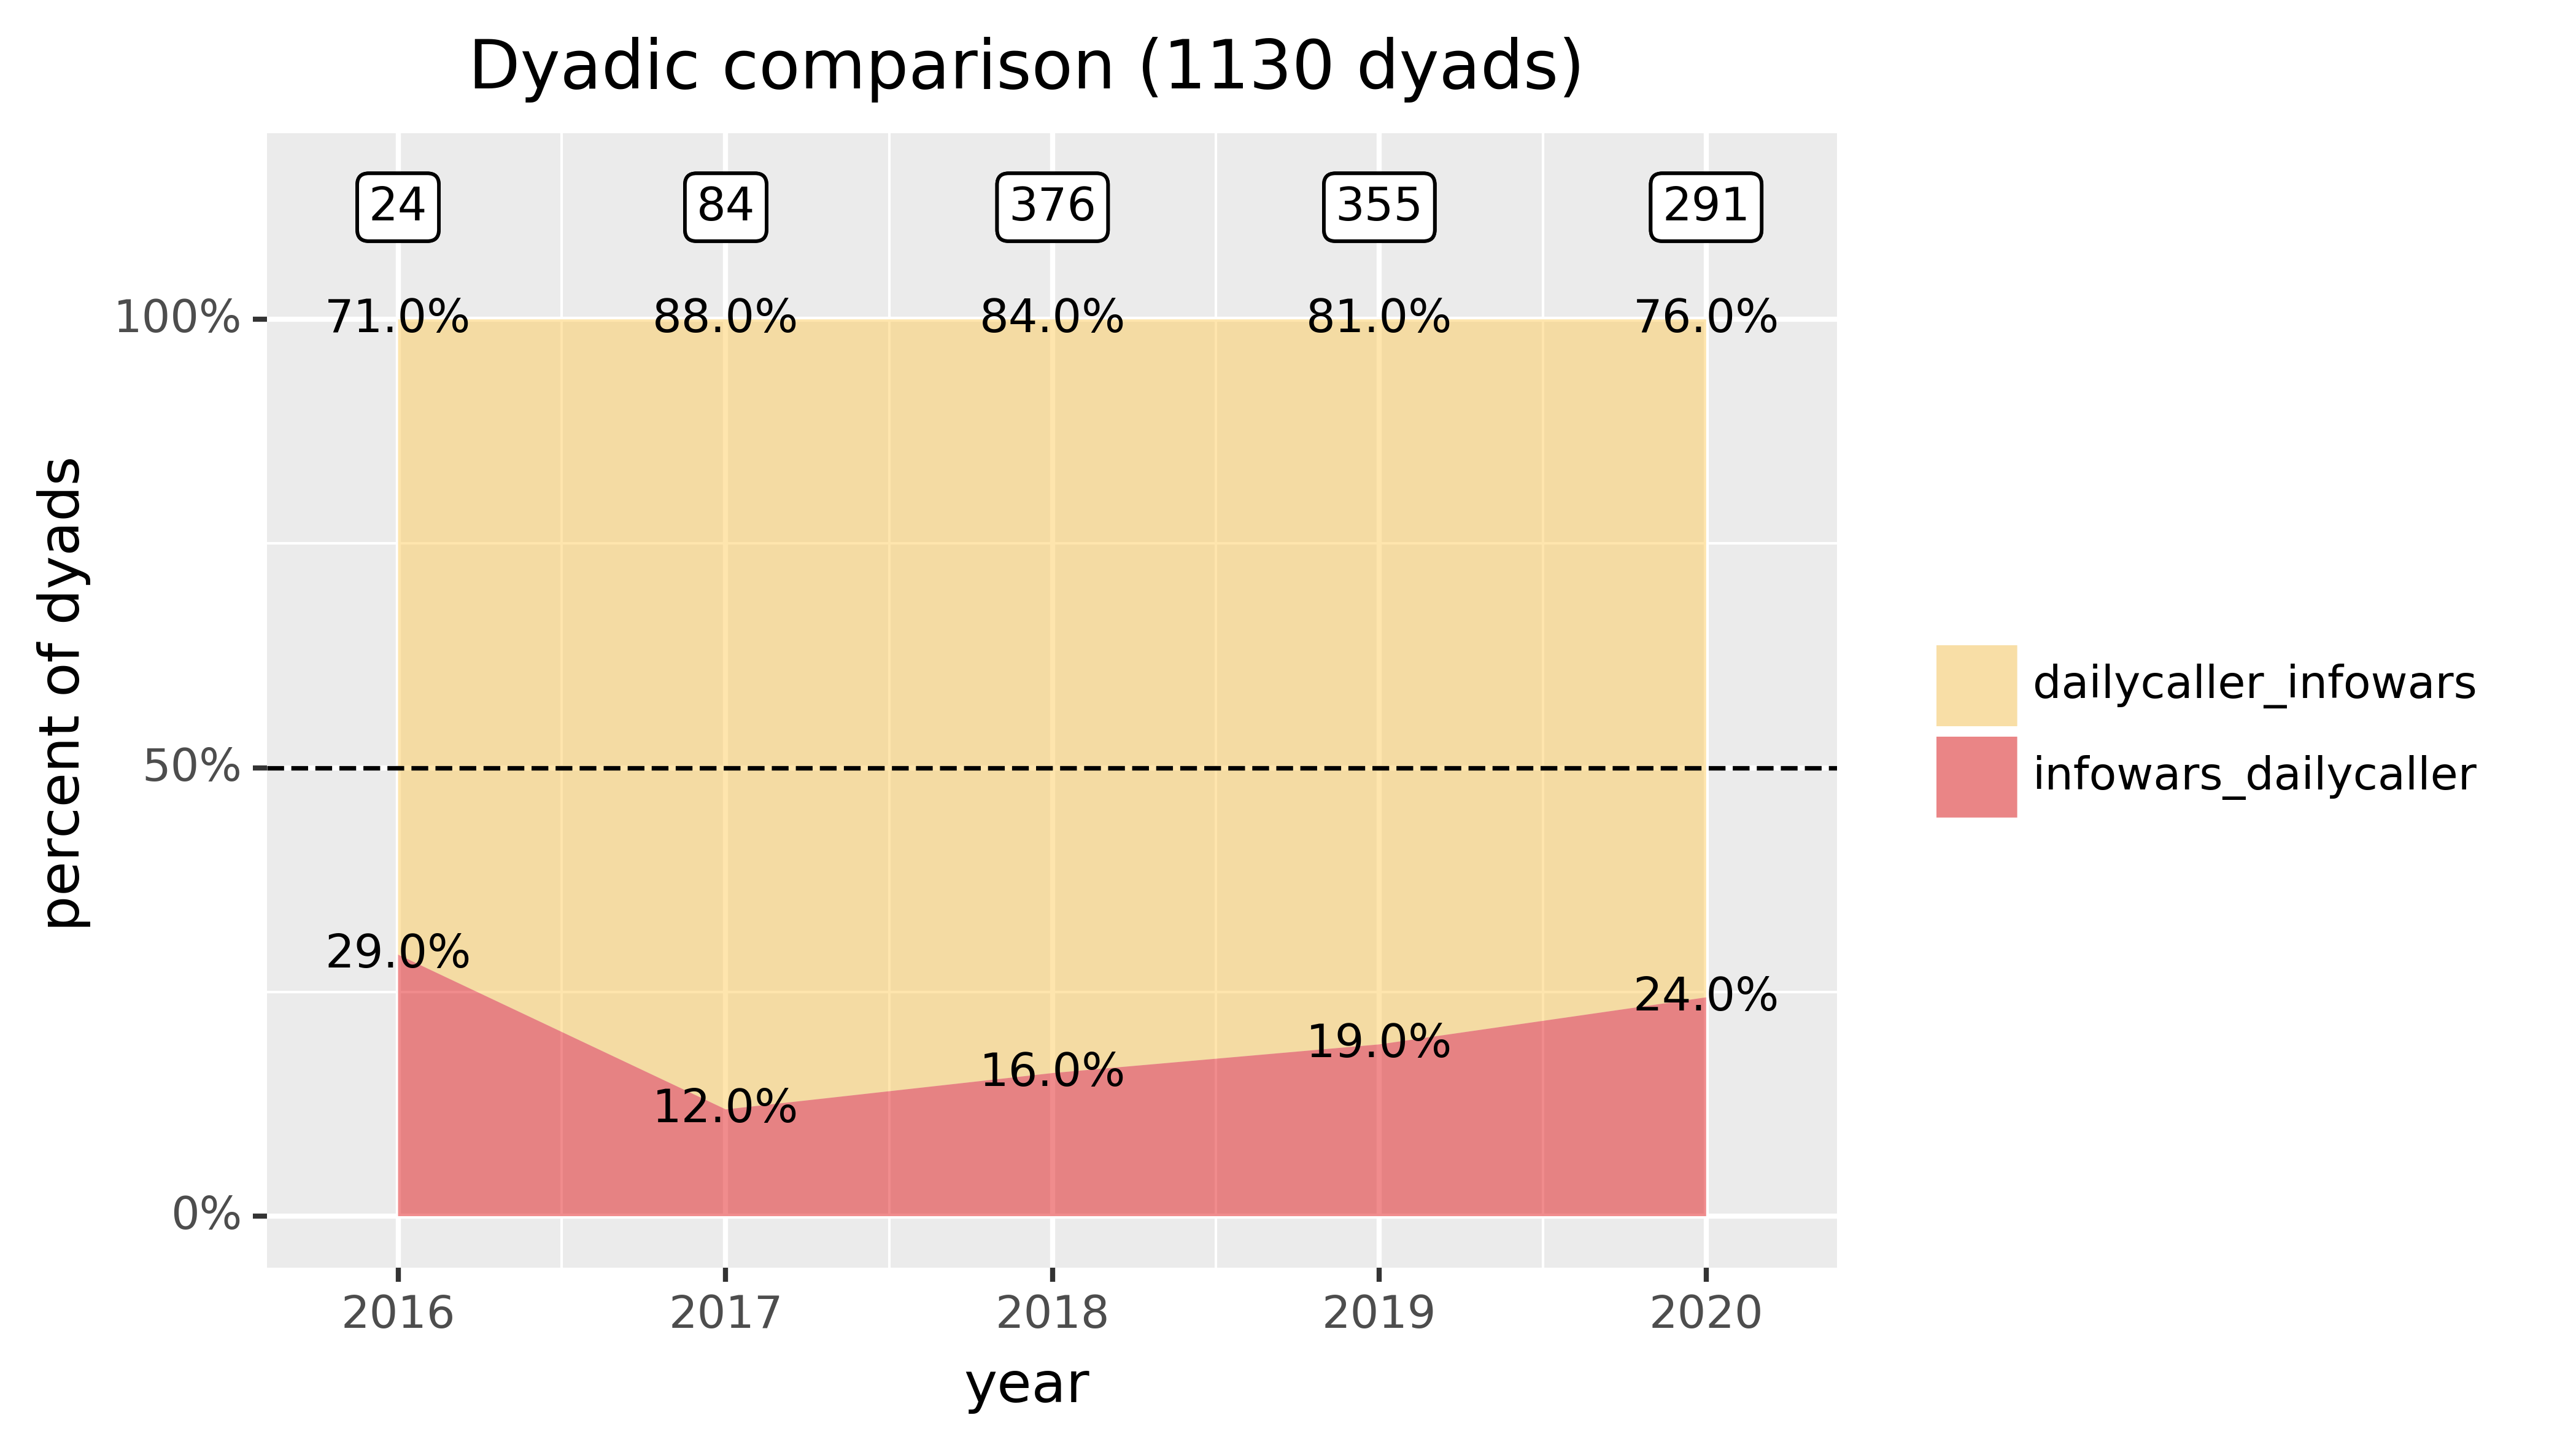 Dyadic comparison (1130 dyads)
24 84 376 355 291
100%
71.0% 88.0% 84.0% 81.0% 76.0%
percent of dyads
50%
29.0% 12.0% 16.0% 19.0% 24.0%
0%
2016 2017 2018 2019 2020
year
dailycaller_infowars
infowars_dailycaller